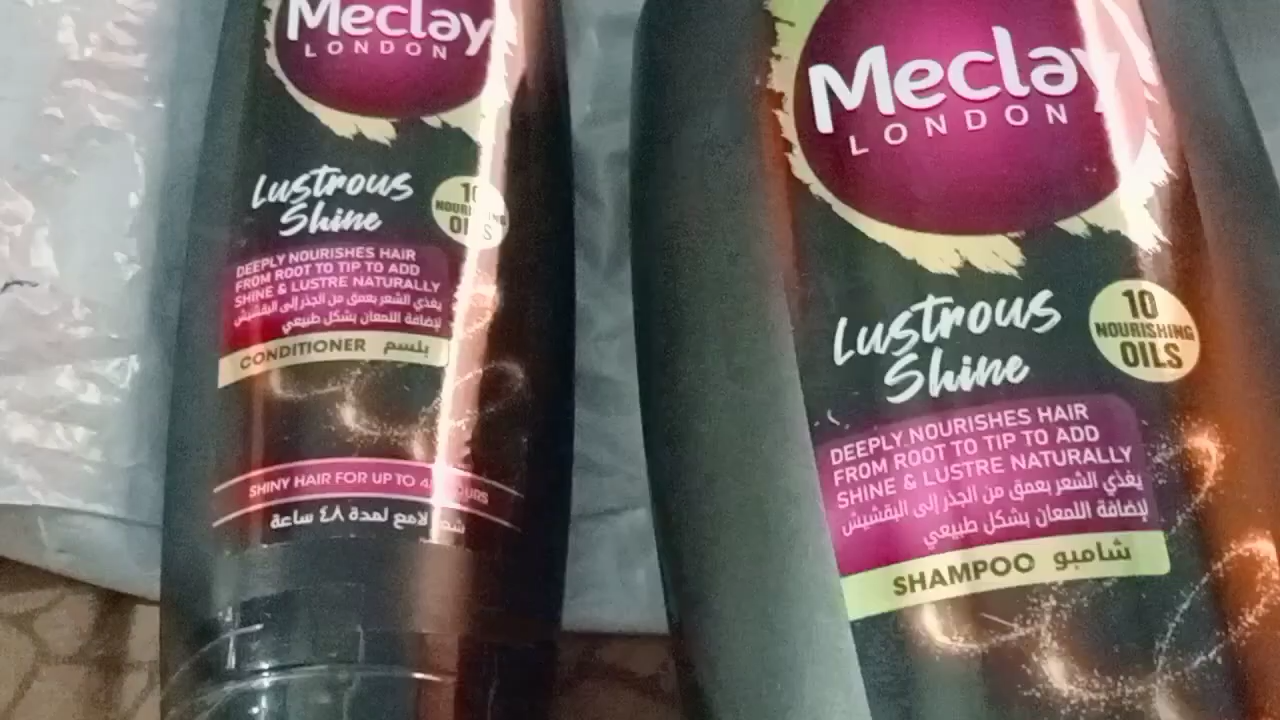 Meclay
LONDON
Lustrous
Shine
10
NOURISHING
OILS
DEEPLY NOURISHES HAIR
FROM ROOT TO TIP TO ADD
SHINE & LUSTRE NATURALLY
يغذي الشعر بعمق من الجذر إلى البقشيش
لإضافة اللمعان بشكل طبيعي
CONDITIONER بلسم
SHINY HAIR FOR UP TO
لامع لمدة ٤٨ ساعة
Meclay
LONDON
Lustrous
Shine
10
NOURISHING
OILS
DEEPLY NOURISHES HAIR
FROM ROOT TO TIP TO ADD
SHINE & LUSTRE NATURALLY
يغذي الشعر بعمق من الجذر إلى البقشيش
لإضافة اللمعان بشكل طبيعي
SHAMPOO شامبو